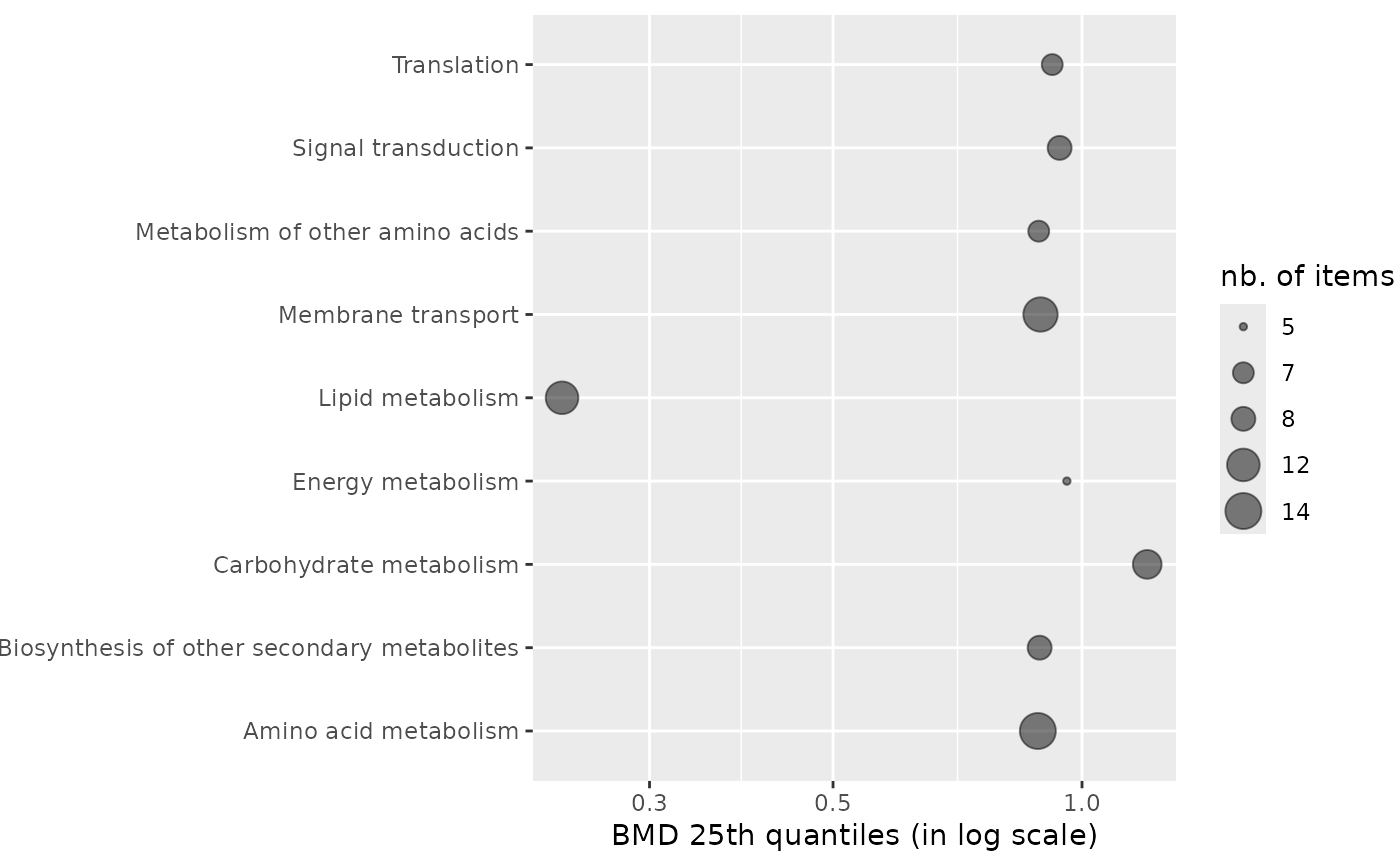 Translation
Signal transduction
Metabolism of other amino acids
Membrane transport
Lipid metabolism
Energy metabolism
Carbohydrate metabolism
Biosynthesis of other secondary metabolites
Amino acid metabolism
0.3 0.5 1.0
BMD 25th quantiles (in log scale)
nb. of items
5
7
8
12
14